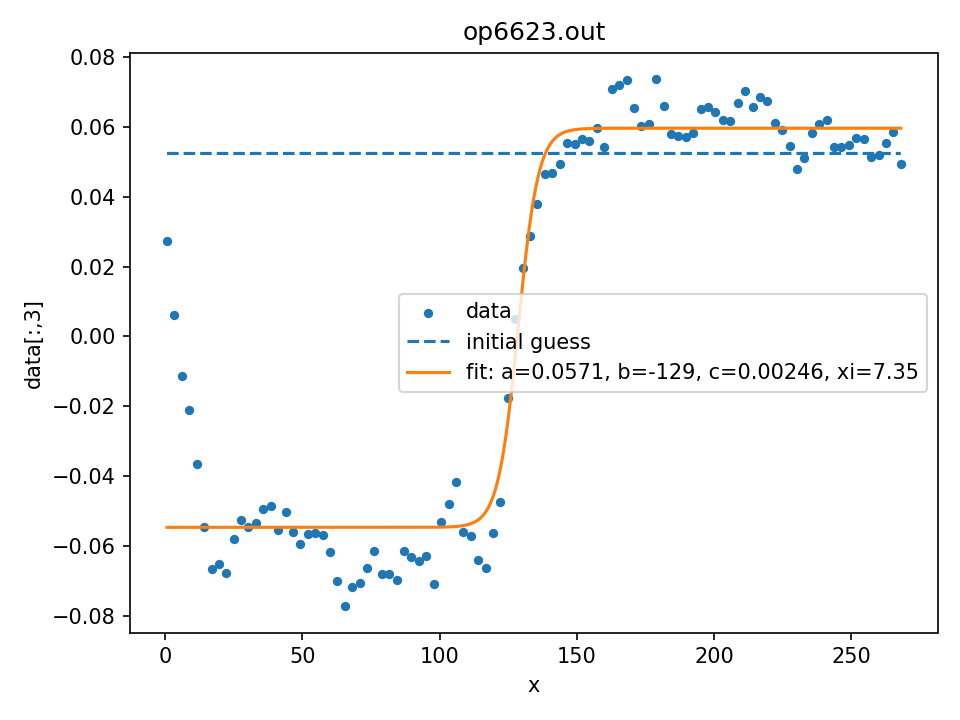 op6623.out
0.08
0.06
0.04
0.02
0.00
−0.02
−0.04
−0.06
−0.08
data[:,3]
data
initial guess
fit: a=0.0571, b=-129, c=0.00246, xi=7.35
0 50 100 150 200 250
x